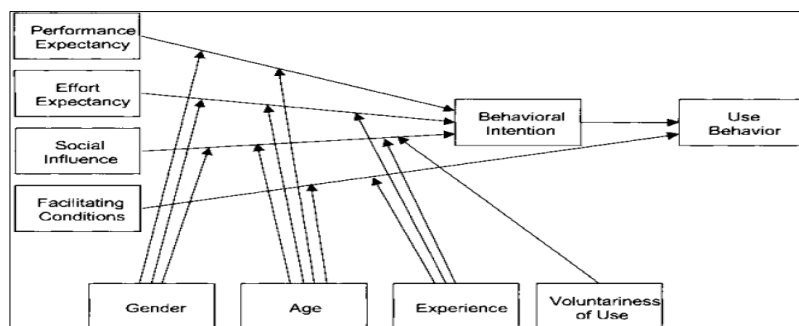 Performance
Expectancy
Effort
Expectancy
Social
Influence
Facilitating
Conditions
Behavioral
Intention
Use
Behavior
Gender
Age
Experience
Voluntariness
of Use